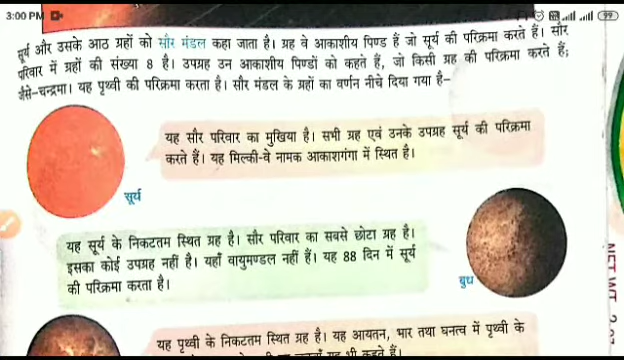 3:00 PM
99
सूर्य और उसके आठ ग्रहों को सौर मंडल कहा जाता है। ग्रह वे आकाशीय पिण्ड हैं जो सूर्य की परिक्रमा करते हैं। सौर
परिवार में ग्रहों की संख्या 8 है। उपग्रह उन आकाशीय पिण्डों को कहते हैं, जो किसी ग्रह की परिक्रमा करते हैं;
जैसे–चन्द्रमा। यह पृथ्वी की परिक्रमा करता है। सौर मंडल के ग्रहों का वर्णन नीचे दिया गया है–
यह सौर परिवार का मुखिया है। सभी ग्रह एवं उनके उपग्रह सूर्य की परिक्रमा
करते हैं। यह मिल्की-वे नामक आकाशगंगा में स्थित है।
सूर्य
यह सूर्य के निकटतम स्थित ग्रह है। सौर परिवार का सबसे छोटा ग्रह है।
इसका कोई उपग्रह नहीं है। यहाँ वायुमण्डल नहीं हैं। यह 88 दिन में सूर्य
की परिक्रमा करता है।
बुध
यह पृथ्वी के निकटतम स्थित ग्रह है। यह आयतन, भार तथा घनत्व में पृथ्वी के
भी कहते हैं।